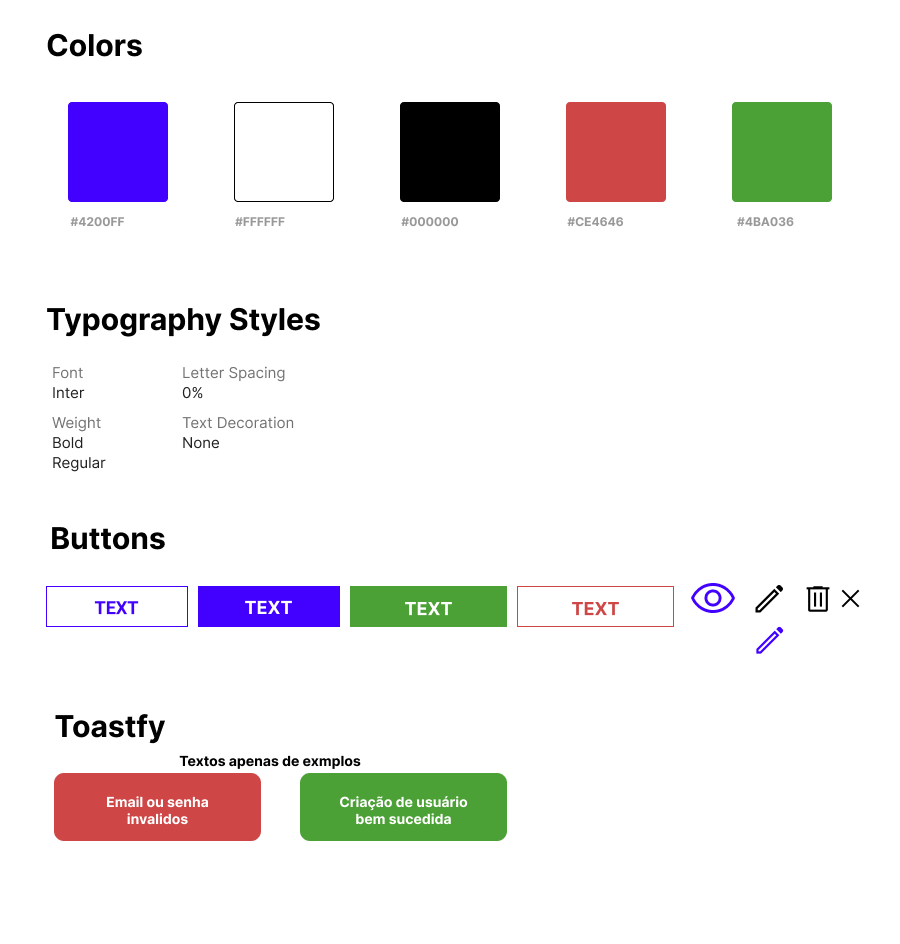 Colors
#4200FF
#FFFFFF
#000000
#CE4646
#4BA036
Typography Styles
Font
Inter
Letter Spacing
0%
Weight
Bold
Regular
Text Decoration
None
Buttons
TEXT
TEXT
TEXT
TEXT
Toastfy
Textos apenas de exmplos
Email ou senha
invalidos
Criação de usuário
bem sucedida